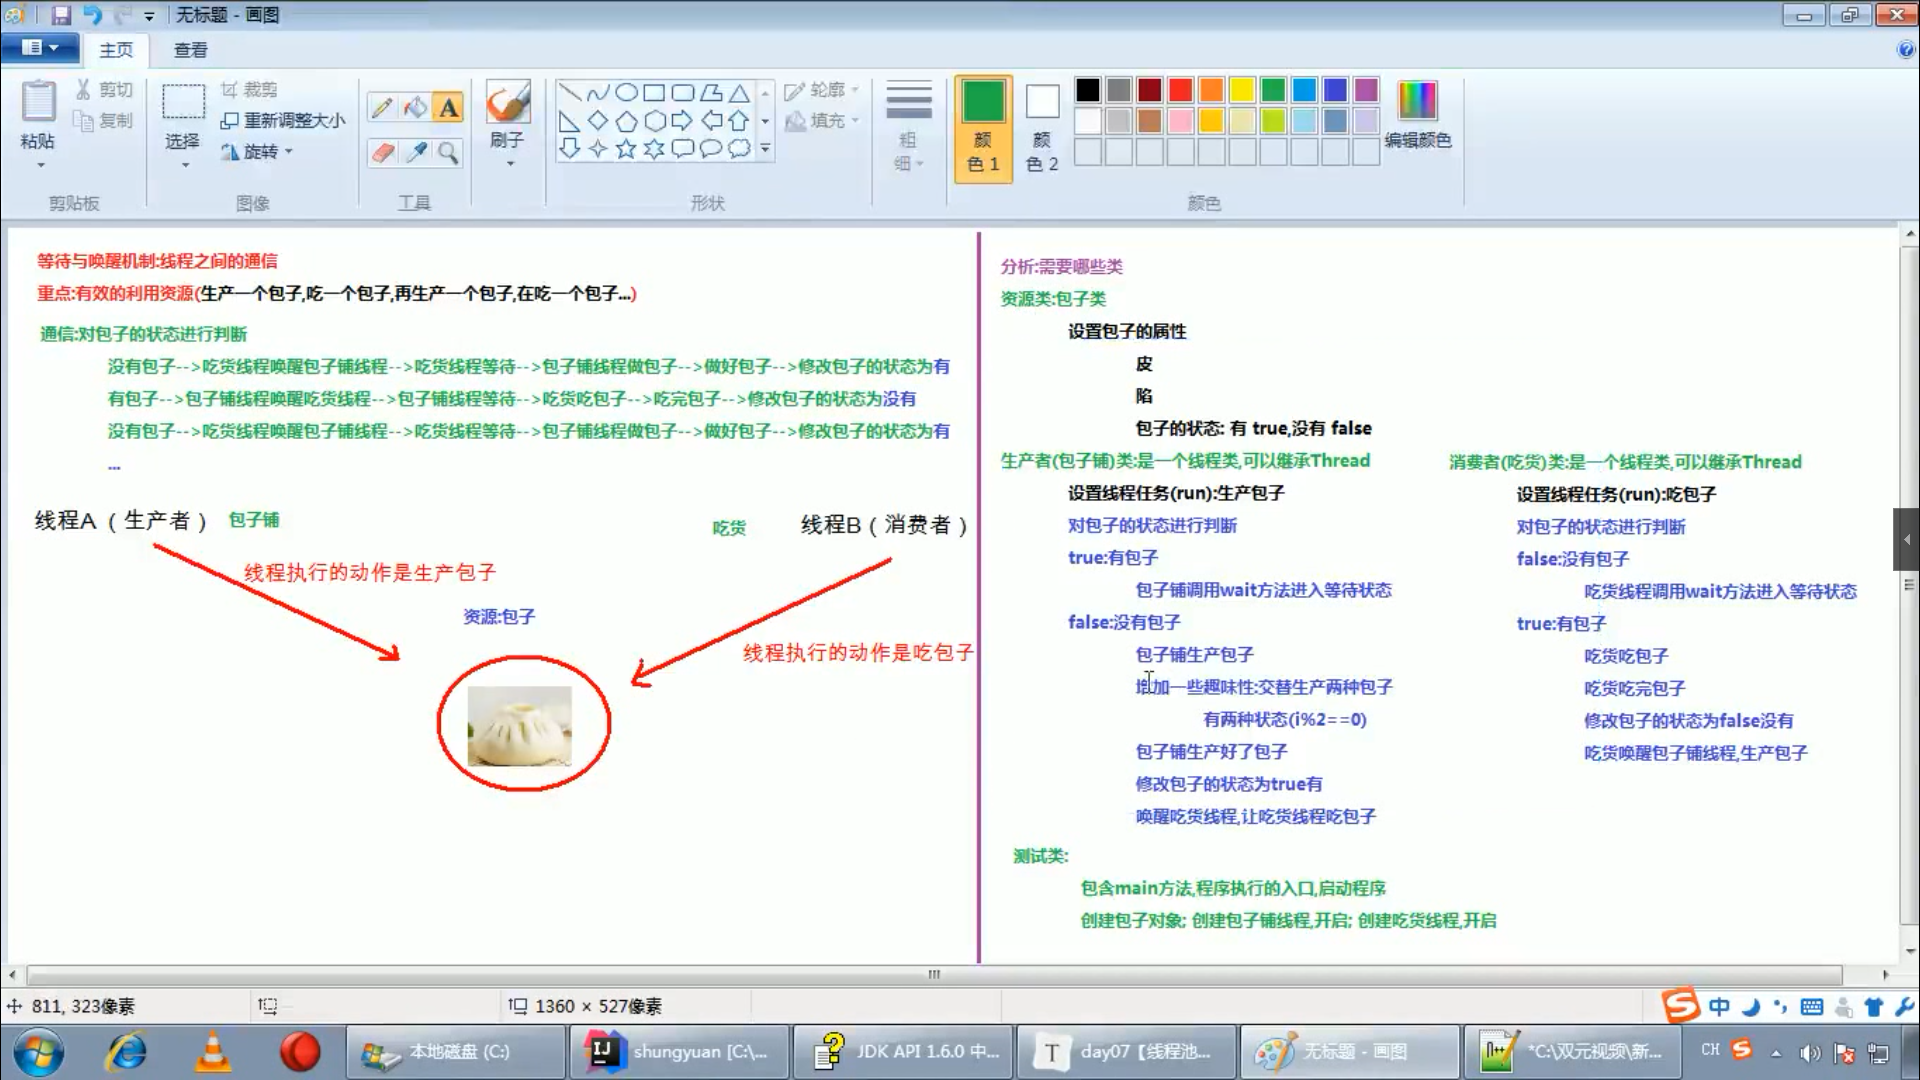 无标题 - 画图
主页
查看
粘贴
剪切
复制
剪贴板
选择
裁剪
重新调整大小
旋转
图像
A
工具
刷子
轮廓
填充
形状
粗细
颜色 1
颜色 2
编辑颜色
颜色
等待与唤醒机制:线程之间的通信
重点:有效的利用资源(生产一个包子,吃一个包子,再生产一个包子,在吃一个包子...)
通信:对包子的状态进行判断
没有包子-->吃货线程唤醒包子铺线程-->吃货线程等待-->包子铺线程做包子-->做好包子-->修改包子的状态为有
有包子-->包子铺线程唤醒吃货线程-->包子铺线程等待-->吃货吃包子-->吃完包子-->修改包子的状态为没有
没有包子-->吃货线程唤醒包子铺线程-->吃货线程等待-->包子铺线程做包子-->做好包子-->修改包子的状态为有
...
线程A（生产者） 包子铺
吃货 线程B（消费者）
线程执行的动作是生产包子
资源:包子
线程执行的动作是吃包子
分析:需要哪些类
资源类:包子类
设置包子的属性
皮
陷
包子的状态: 有 true,没有 false
生产者(包子铺)类:是一个线程类,可以继承Thread
设置线程任务(run):生产包子
对包子的状态进行判断
true:有包子
包子铺调用wait方法进入等待状态
false:没有包子
包子铺生产包子
增加一些趣味性:交替生产两种包子
有两种状态(i%2==0)
包子铺生产好了包子
修改包子的状态为true有
唤醒吃货线程,让吃货线程吃包子
消费者(吃货)类:是一个线程类,可以继承Thread
设置线程任务(run):吃包子
对包子的状态进行判断
false:没有包子
吃货线程调用wait方法进入等待状态
true:有包子
吃货吃包子
吃货吃完包子
修改包子的状态为false没有
吃货唤醒包子铺线程,生产包子
测试类:
包含main方法,程序执行的入口,启动程序
创建包子对象; 创建包子铺线程,开启; 创建吃货线程,开启
811, 323像素
1360 × 527像素
中
本地磁盘 (C:)
shungyuan [C:\...
JDK API 1.6.0 中...
day07【线程池...
无标题 - 画图
*C:\双元视频\新...
CH